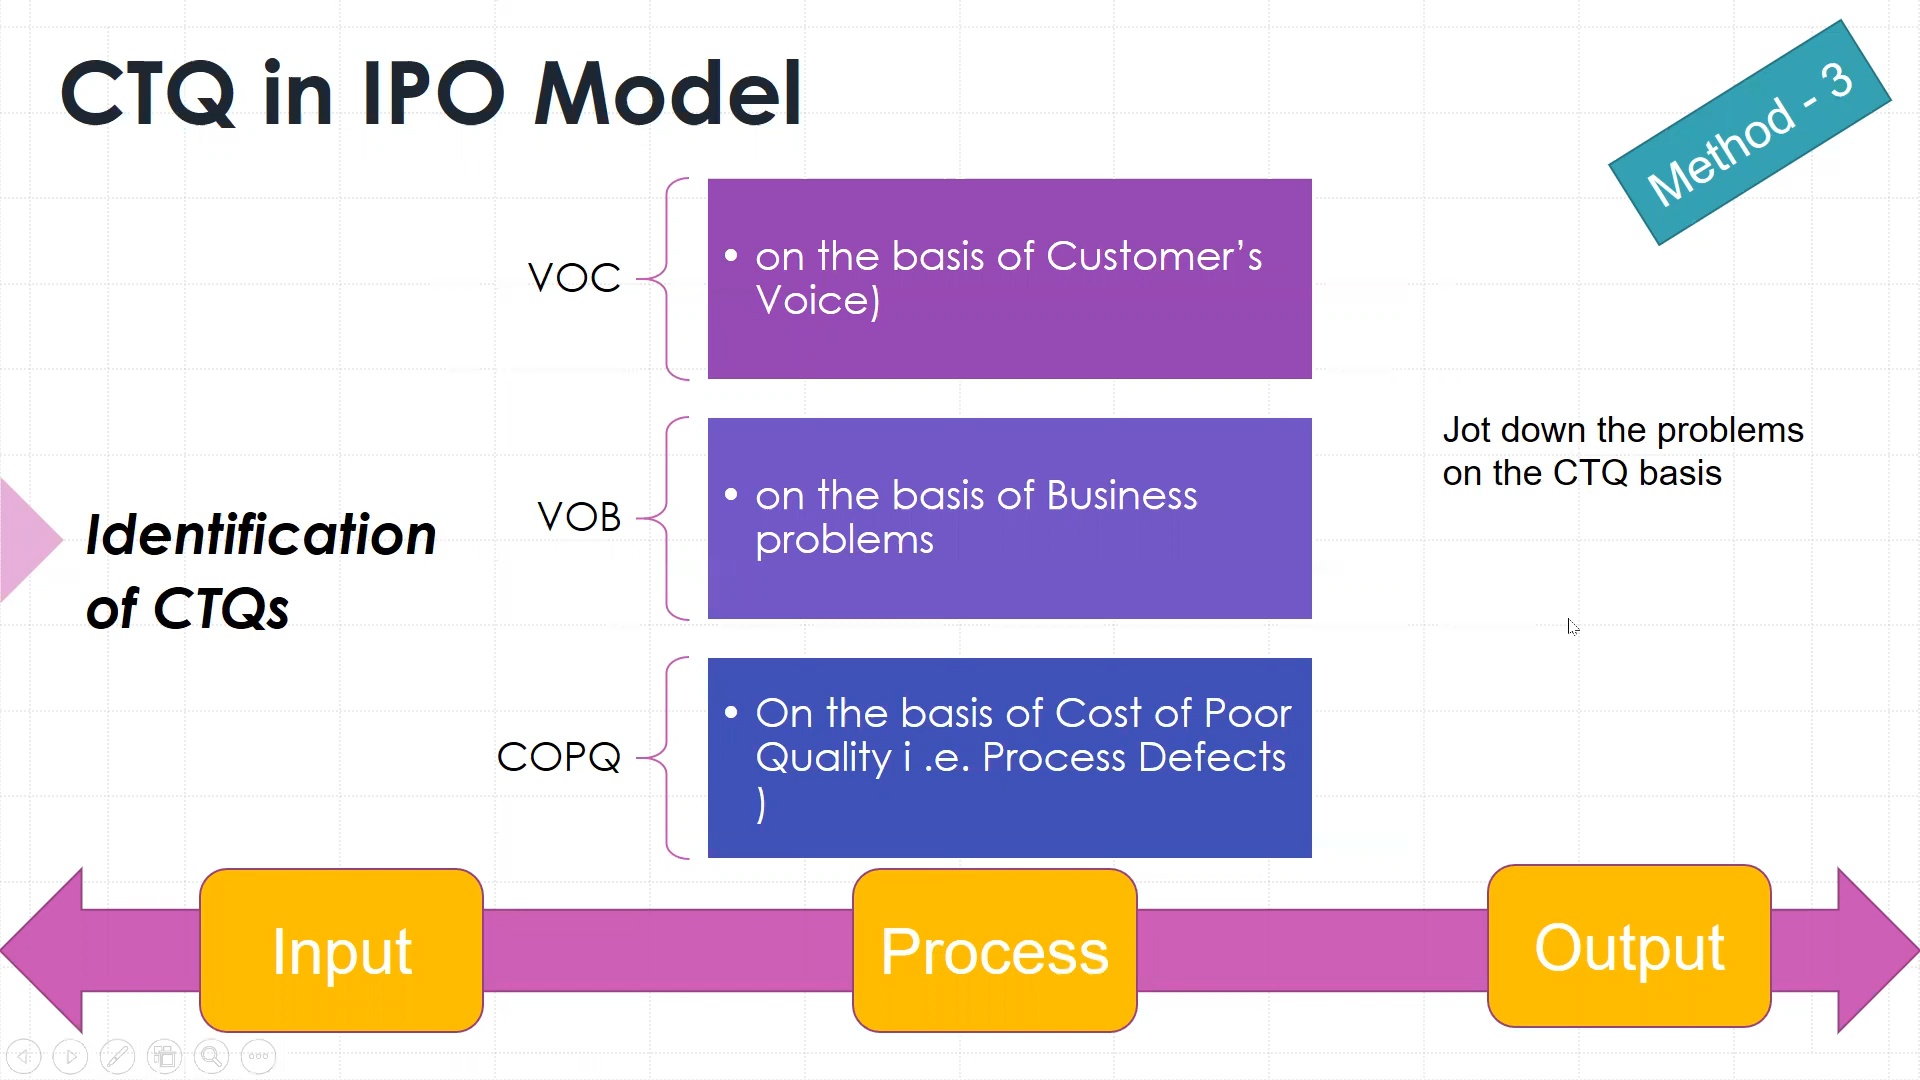 CTQ in IPO Model
Method - 3
VOC
• on the basis of Customer’s
Voice)
Identification
of CTQs
VOB
• on the basis of Business
problems
Jot down the problems
on the CTQ basis
COPQ
• On the basis of Cost of Poor
Quality i .e. Process Defects
)
Input
Process
Output